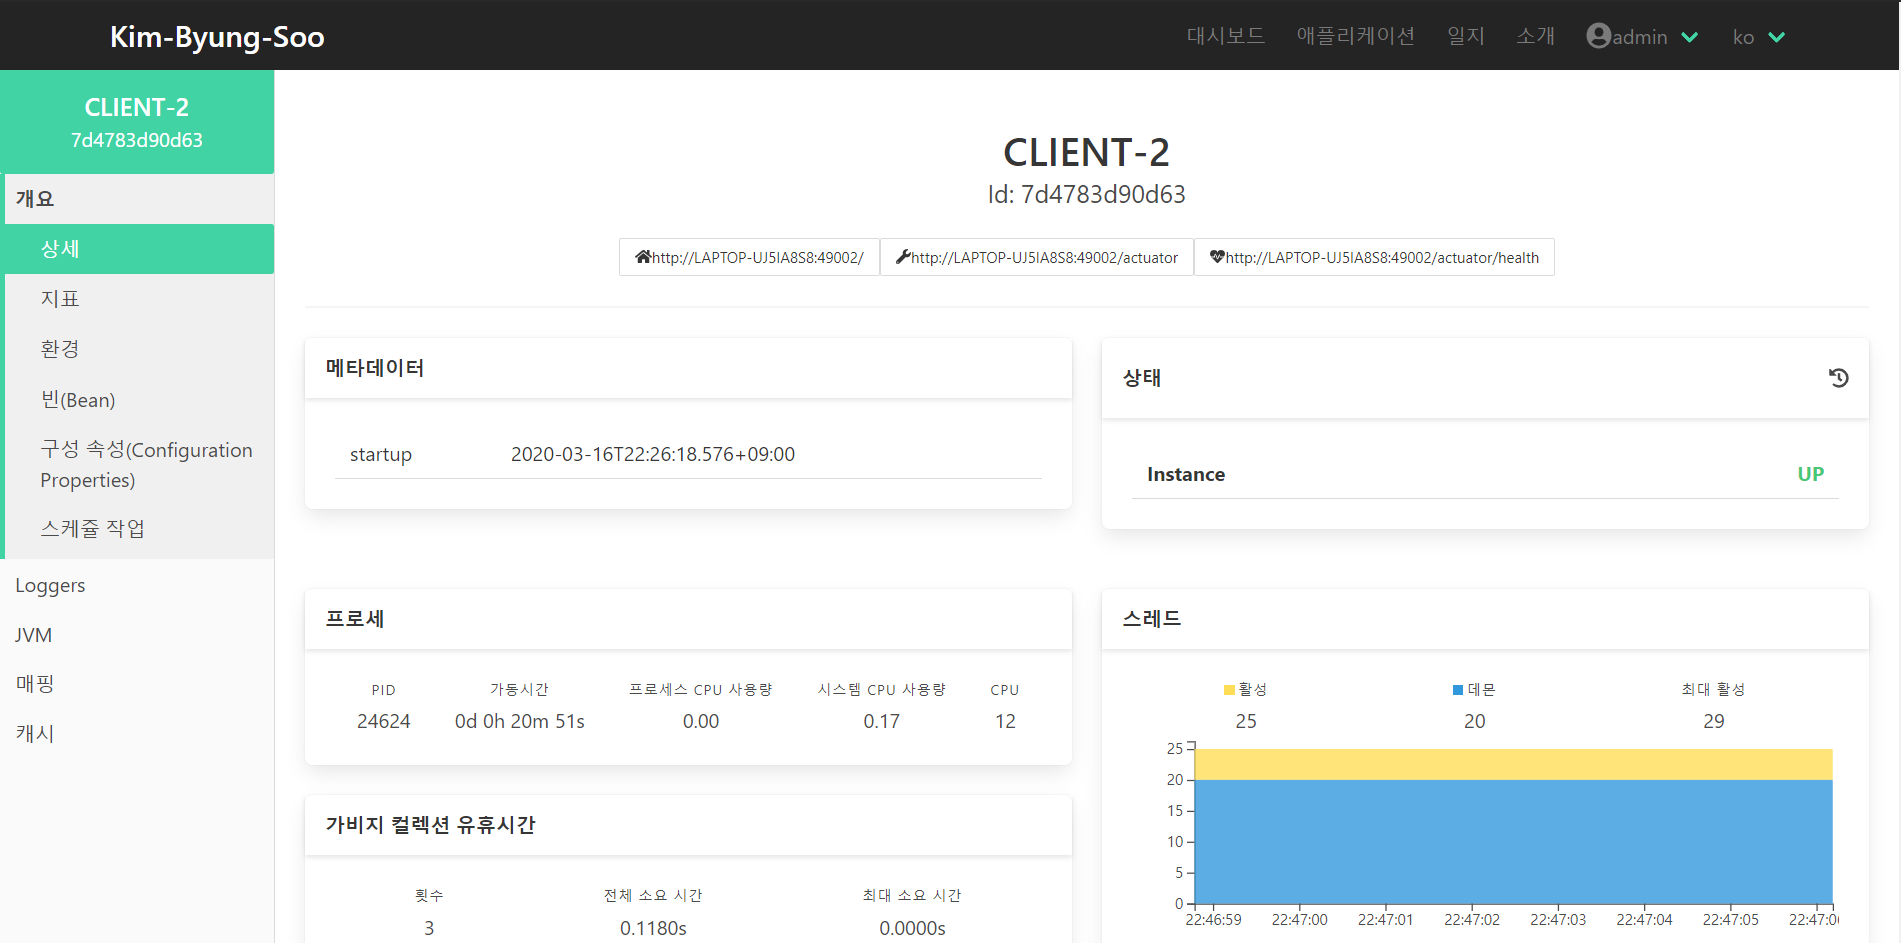 Kim-Byung-Soo
대시보드 애플리케이션 일지 소개 admin ko
CLIENT-2
7d4783d90d63
개요
상세
지표
환경
빈(Bean)
구성 속성(Configuration
Properties)
스케쥴 작업
Loggers
JVM
매핑
캐시
CLIENT-2
Id: 7d4783d90d63
http://LAPTOP-UJ5IA8S8:49002/ http://LAPTOP-UJ5IA8S8:49002/actuator http://LAPTOP-UJ5IA8S8:49002/actuator/health
메타데이터
startup 2020-03-16T22:26:18.576+09:00
상태
Instance UP
프로세
PID 가동시간 프로세스 CPU 사용량 시스템 CPU 사용량 CPU
24624 0d 0h 20m 51s 0.00 0.17 12
가비지 컬렉션 유휴시간
횟수 전체 소요 시간 최대 소요 시간
3 0.1180s 0.0000s
스레드
활성 데몬 최대 활성
25 20 29
25
20
15
10
5
0
22:46:59 22:47:00 22:47:01 22:47:02 22:47:03 22:47:04 22:47:05